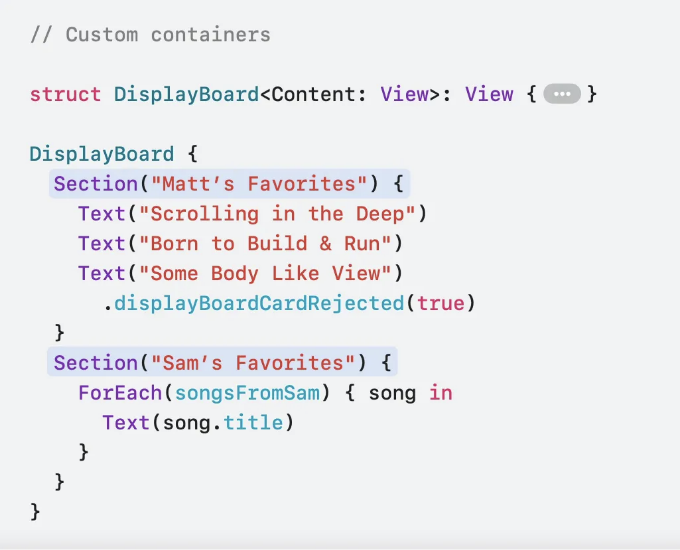 // Custom containers
struct DisplayBoard<Content: View>: View { ••• }
DisplayBoard {
Section("Matt’s Favorites") {
Text("Scrolling in the Deep")
Text("Born to Build & Run")
Text("Some Body Like View")
.displayBoardCardRejected(true)
}
Section("Sam’s Favorites") {
ForEach(songsFromSam) { song in
Text(song.title)
}
}
}